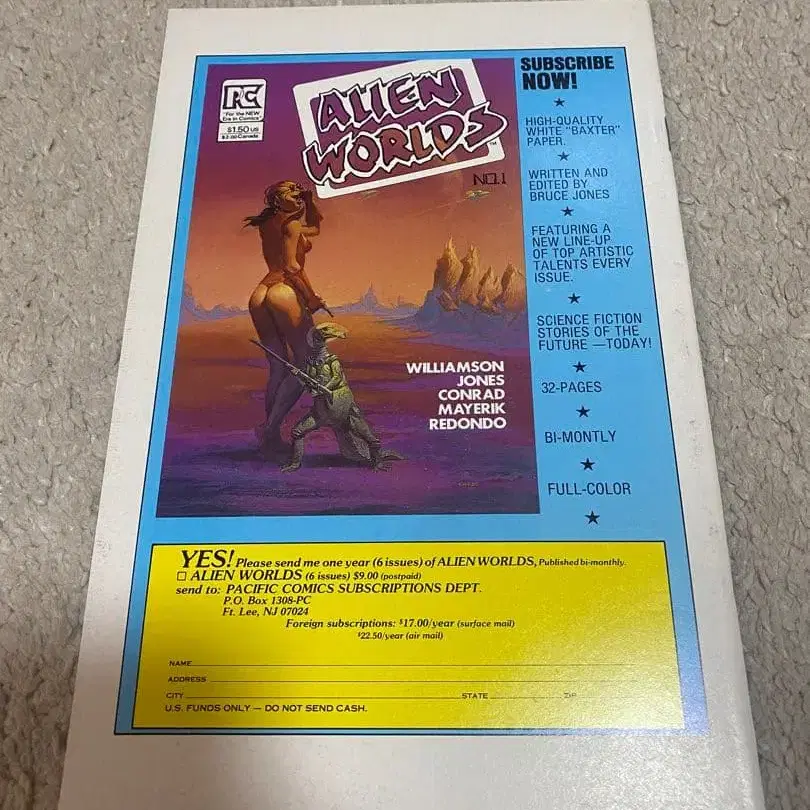 PC
"For the NEW
Era in Comics"
$1.50 US
$2.00 Canada
ALIEN
WORLDS™
NO.1
WILLIAMSON
JONES
CONRAD
MAYERIK
REDONDO
SUBSCRIBE
NOW!
★
HIGH-QUALITY
WHITE "BAXTER"
PAPER.
★
WRITTEN AND
EDITED BY
BRUCE JONES
★
FEATURING A
NEW LINE-UP
OF TOP ARTISTIC
TALENTS EVERY
ISSUE.
★
SCIENCE FICTION
STORIES OF THE
FUTURE —TODAY!
★
32-PAGES
★
BI-MONTLY
★
FULL-COLOR
★
YES! Please send me one year (6 issues) of ALIEN WORLDS, Published bi-monthly.
☐ ALIEN WORLDS (6 issues) $9.00 (postpaid)
send to: PACIFIC COMICS SUBSCRIPTIONS DEPT.
P.O. Box 1308-PC
Ft. Lee, NJ 07024
Foreign subscriptions: $17.00/year (surface mail)
$22.50/year (air mail)
NAME
ADDRESS
CITY STATE ZIP
U.S. FUNDS ONLY — DO NOT SEND CASH.